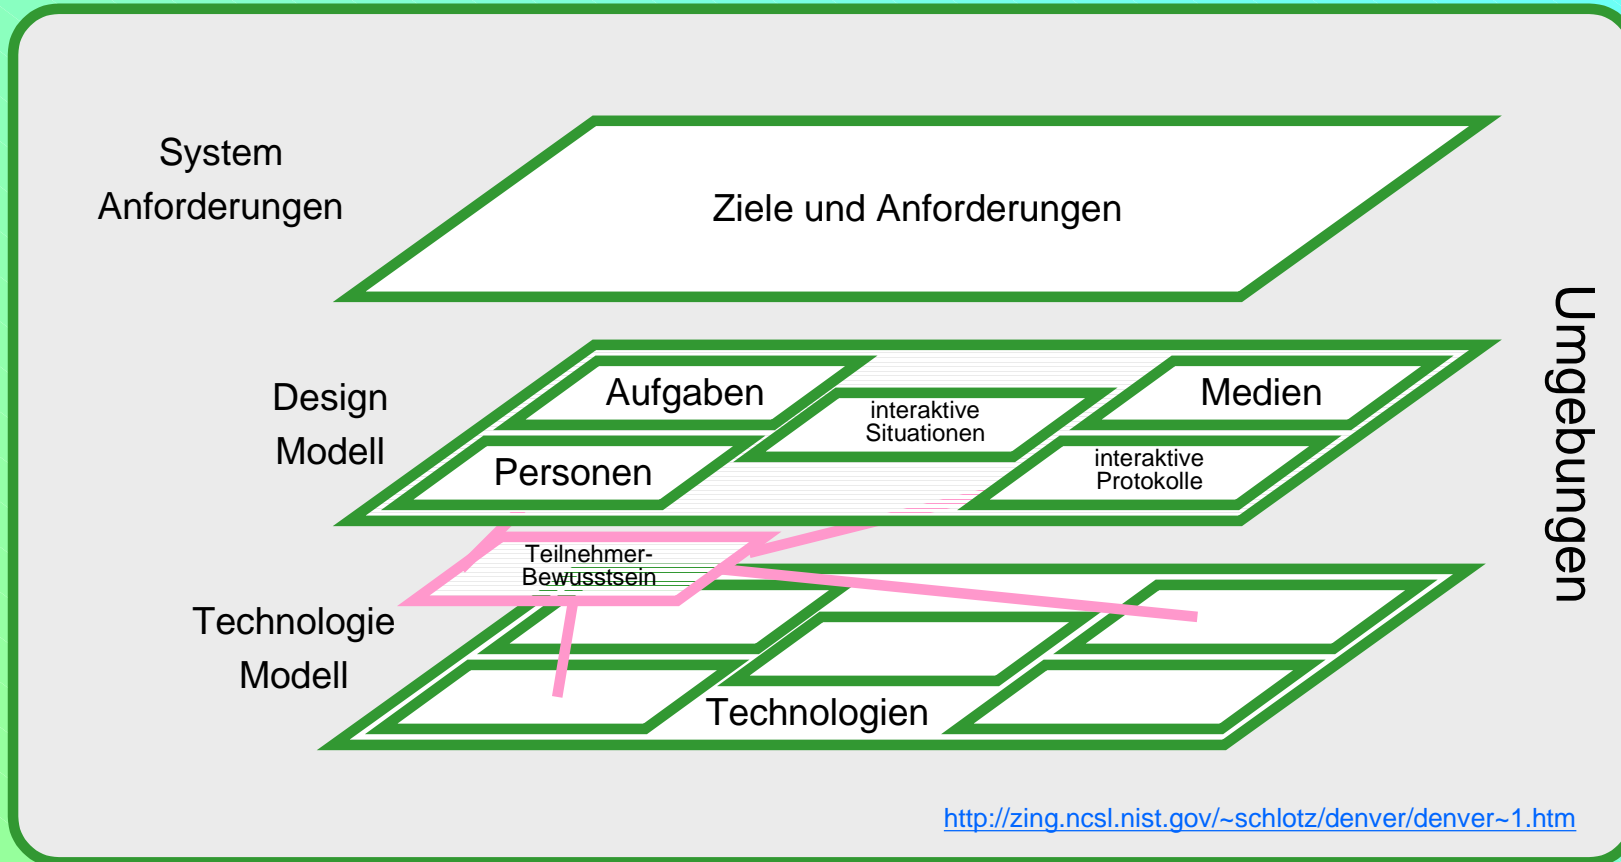 System
Anforderungen
Ziele und Anforderungen
Umgebungen
Design
Modell
Aufgaben
interaktive
Situationen
Medien
Personen
interaktive
Protokolle
Teilnehmer-
Bewusstsein
Technologie
Modell
Technologien
http://zing.ncsl.nist.gov/~schlotz/denver/denver~1.htm